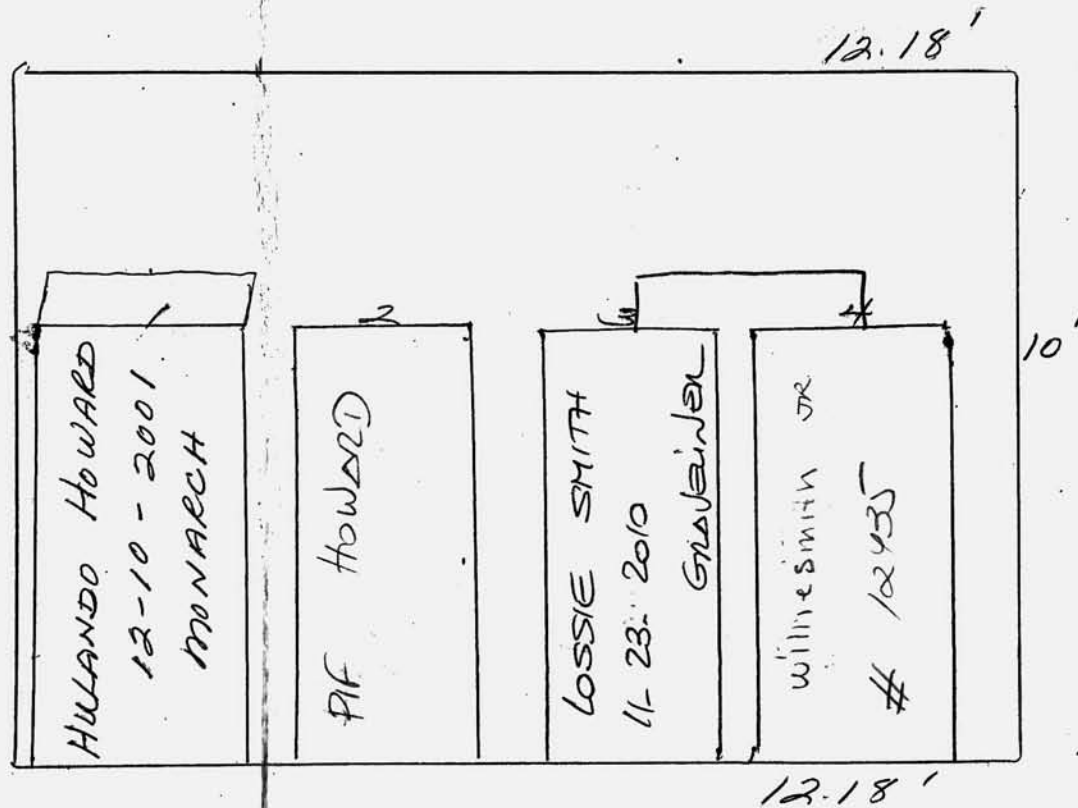 12.18'
1
HULANDO HOWARD
12-10-2001
MONARCH
2
PIF HOWARD
3
LOSSIE SMITH
11-23-2010
4
Willie Smith JR.
# 12435
10'
12.18'